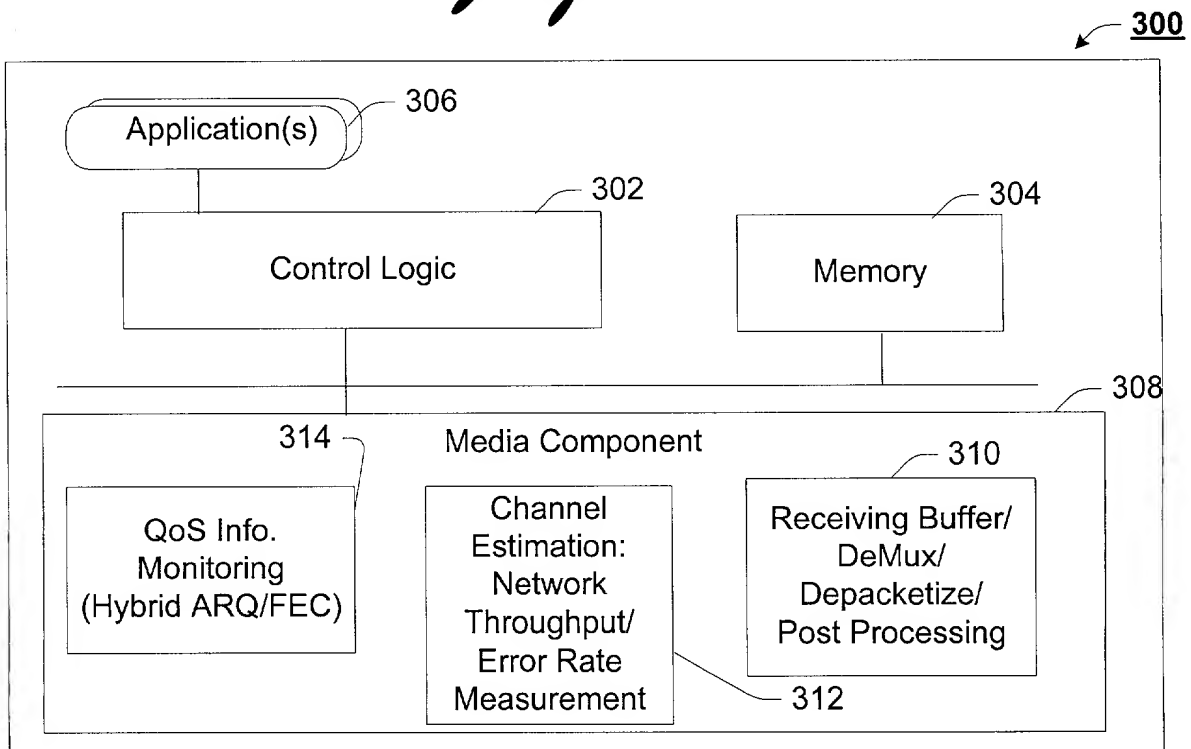 300
306
Application(s)
302
304
Control Logic
Memory
308
314
Media Component
310
QoS Info.
Monitoring
(Hybrid ARQ/FEC)
Channel
Estimation:
Network
Throughput/
Error Rate
Measurement
Receiving Buffer/
DeMux/
Depacketize/
Post Processing
312